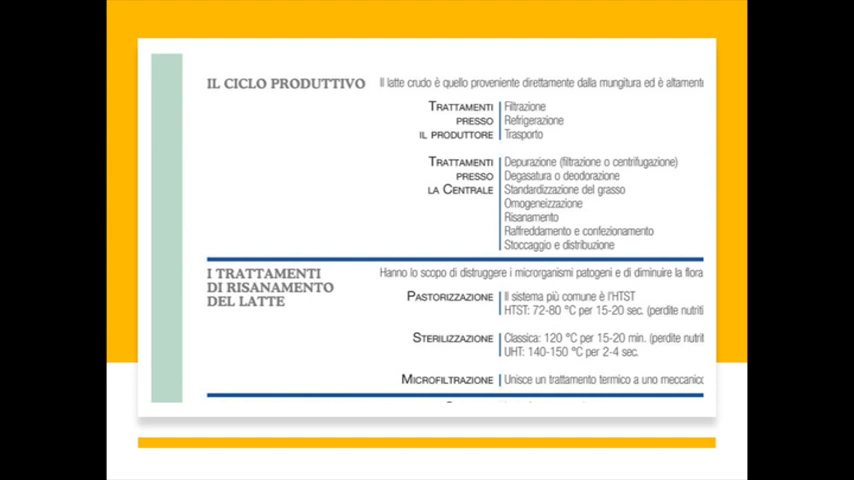 IL CICLO PRODUTTIVO
Il latte crudo è quello proveniente direttamente dalla mungitura ed è altamente
TRATTAMENTI PRESSO IL PRODUTTORE
Filtrazione
Refrigerazione
Trasporto
TRATTAMENTI PRESSO LA CENTRALE
Depurazione (filtrazione o centrifugazione)
Degasatura o deodorazione
Standardizzazione del grasso
Omogeneizzazione
Risanamento
Raffreddamento e confezionamento
Stoccaggio e distribuzione
I TRATTAMENTI
DI RISANAMENTO
DEL LATTE
Hanno lo scopo di distruggere i microrganismi patogeni e di diminuire la flora
PASTORIZZAZIONE
Il sistema più comune è l'HTST
HTST: 72-80 °C per 15-20 sec. (perdite nutriti
STERILIZZAZIONE
Classica: 120 °C per 15-20 min. (perdite nutrit
UHT: 140-150 °C per 2-4 sec.
MICROFILTRAZIONE
Unisce un trattamento termico a uno meccanico